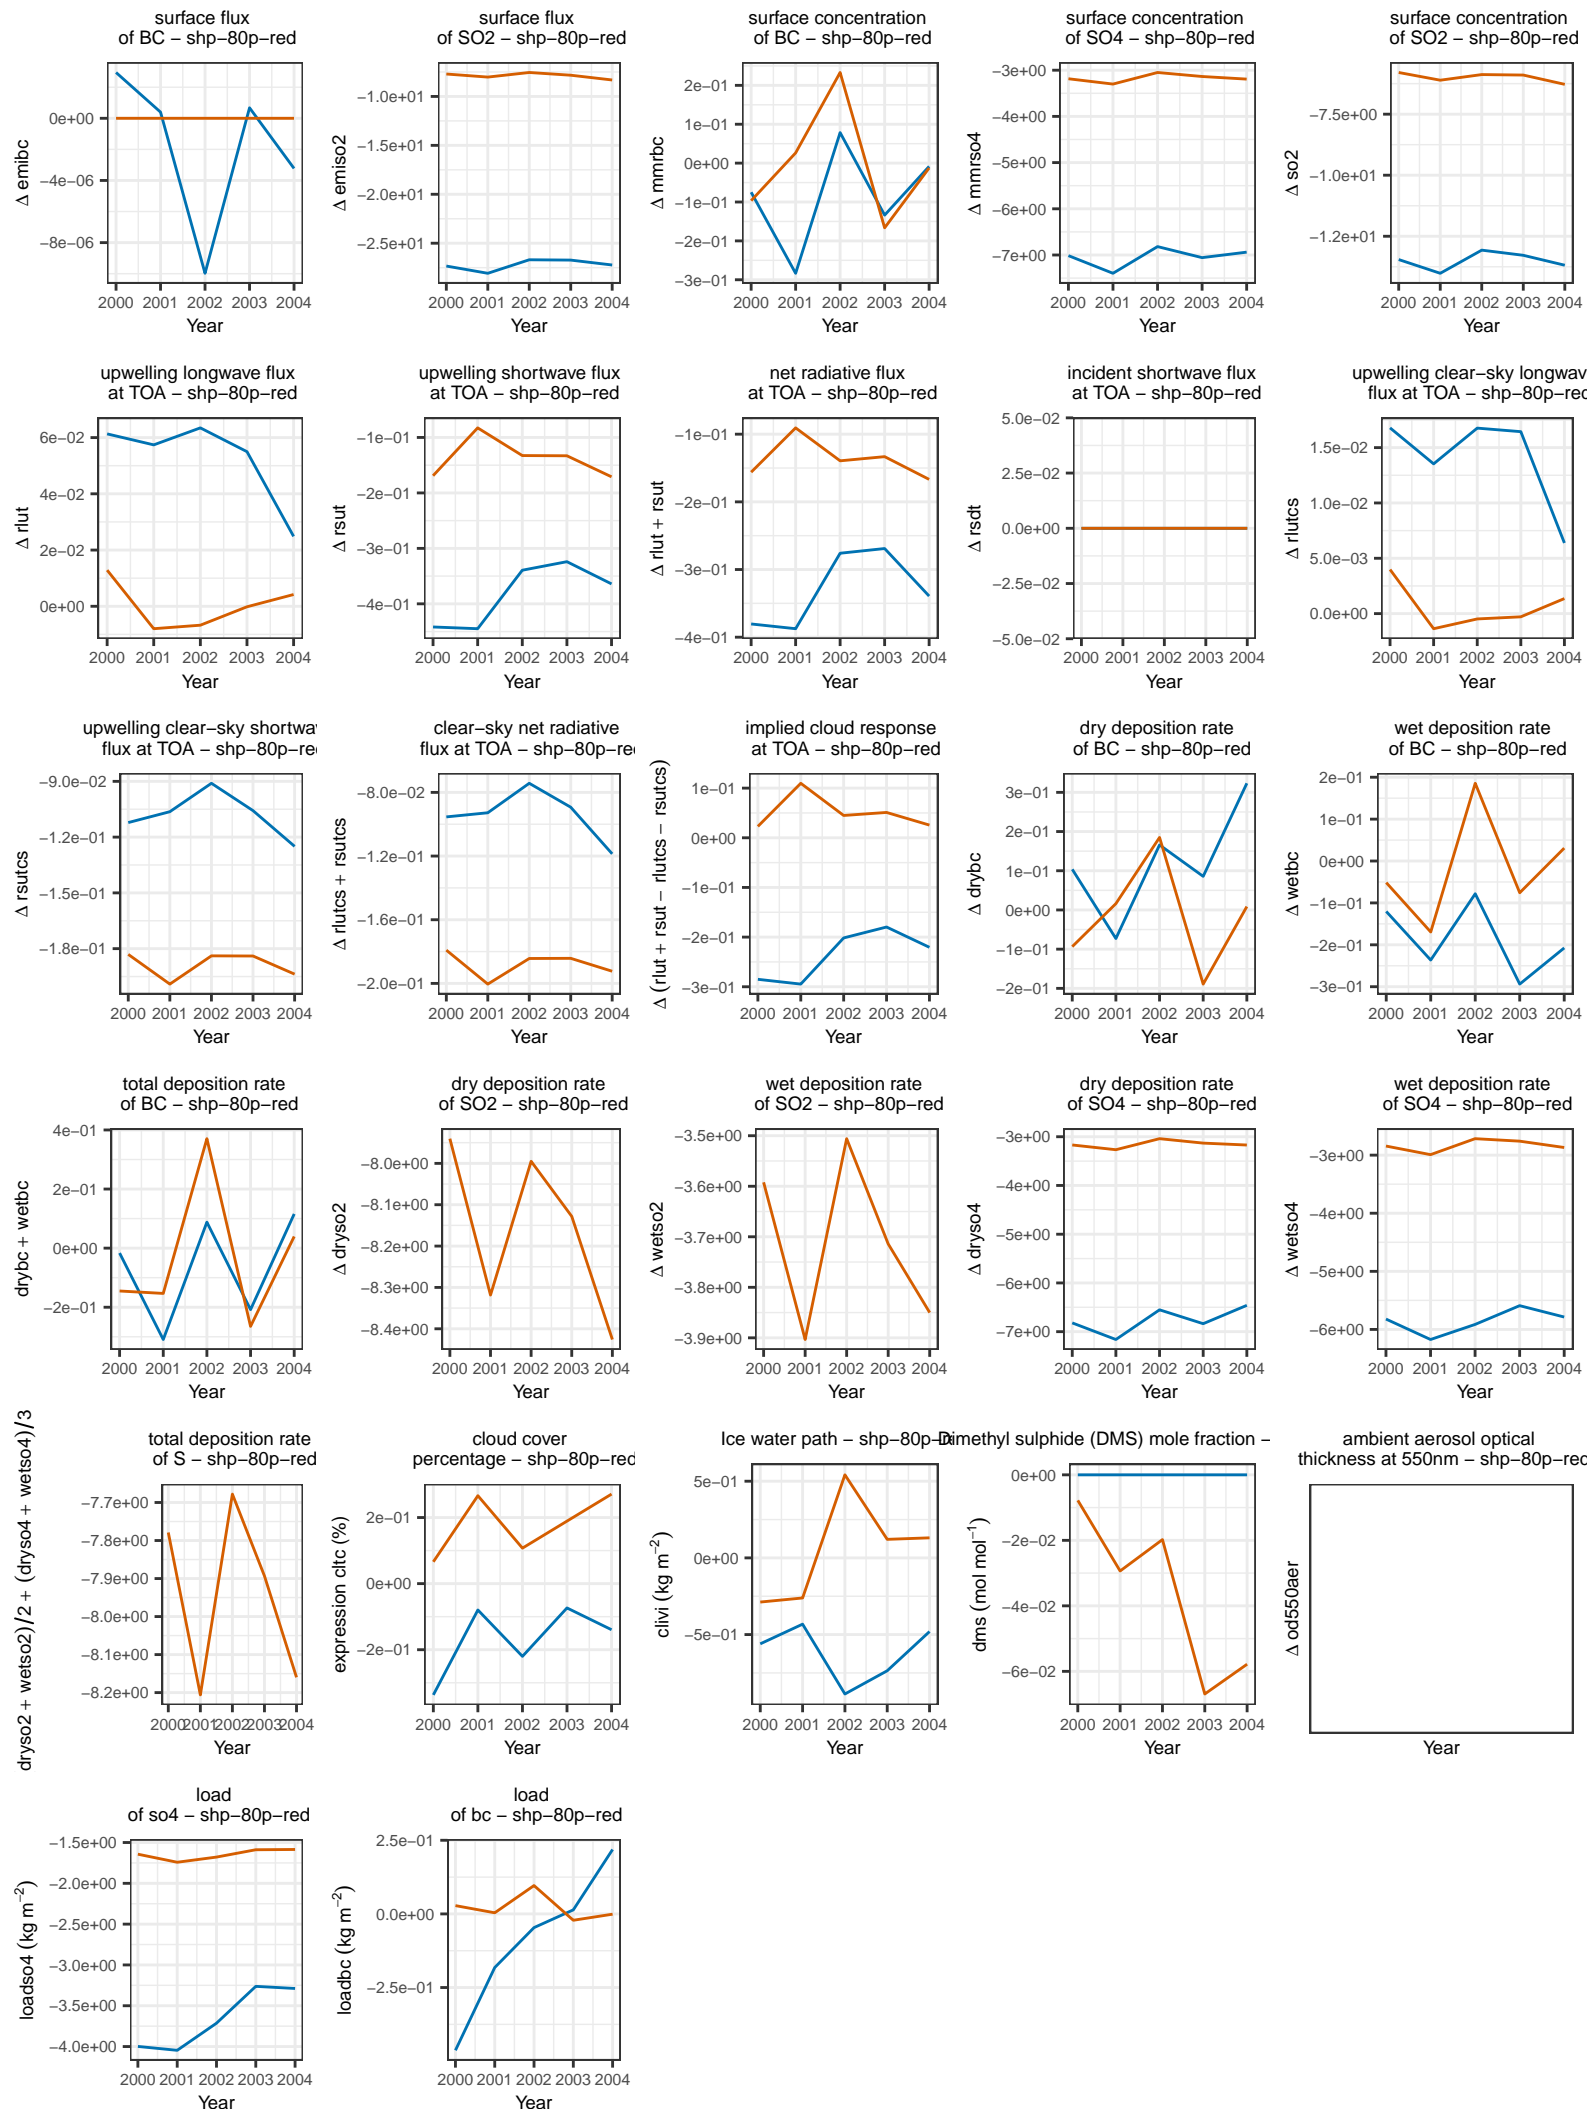 surface flux
of BC − shp−80p−red
Δ emibc
0e+00
−4e−06
−8e−06
2000 2001 2002 2003 2004
Year
surface flux
of SO2 − shp−80p−red
Δ emiso2
−1.0e+01
−1.5e+01
−2.0e+01
−2.5e+01
2000 2001 2002 2003 2004
Year
surface concentration
of BC − shp−80p−red
Δ mmrbc
2e−01
1e−01
0e+00
−1e−01
−2e−01
−3e−01
2000 2001 2002 2003 2004
Year
surface concentration
of SO4 − shp−80p−red
Δ mmrso4
−3e+00
−4e+00
−5e+00
−6e+00
−7e+00
2000 2001 2002 2003 2004
Year
surface concentration
of SO2 − shp−80p−red
Δ so2
−7.5e+00
−1.0e+01
−1.2e+01
2000 2001 2002 2003 2004
Year
upwelling longwave flux
at TOA − shp−80p−red
Δ rlut
6e−02
4e−02
2e−02
0e+00
2000 2001 2002 2003 2004
Year
upwelling shortwave flux
at TOA − shp−80p−red
Δ rsut
−1e−01
−2e−01
−3e−01
−4e−01
2000 2001 2002 2003 2004
Year
net radiative flux
at TOA − shp−80p−red
Δ rlut + rsut
−1e−01
−2e−01
−3e−01
−4e−01
2000 2001 2002 2003 2004
Year
incident shortwave flux
at TOA − shp−80p−red
Δ rsdt
5.0e−02
2.5e−02
0.0e+00
−2.5e−02
−5.0e−02
2000 2001 2002 2003 2004
Year
upwelling clear−sky longwav
flux at TOA − shp−80p−red
Δ rlutcs
1.5e−02
1.0e−02
5.0e−03
0.0e+00
2000 2001 2002 2003 2004
Year
upwelling clear−sky shortwav
flux at TOA − shp−80p−re
Δ rsutcs
−9.0e−02
−1.2e−01
−1.5e−01
−1.8e−01
2000 2001 2002 2003 2004
Year
clear−sky net radiative
flux at TOA − shp−80p−re
Δ rlutcs + rsutcs
−8.0e−02
−1.2e−01
−1.6e−01
−2.0e−01
2000 2001 2002 2003 2004
Year
implied cloud response
at TOA − shp−80p−red
Δ (rlut + rsut − rlutcs − rsutcs)
1e−01
0e+00
−1e−01
−2e−01
−3e−01
2000 2001 2002 2003 2004
Year
dry deposition rate
of BC − shp−80p−red
Δ drybc
3e−01
2e−01
1e−01
0e+00
−1e−01
−2e−01
2000 2001 2002 2003 2004
Year
wet deposition rate
of BC − shp−80p−red
Δ wetbc
2e−01
1e−01
0e+00
−1e−01
−2e−01
−3e−01
2000 2001 2002 2003 2004
Year
total deposition rate
of BC − shp−80p−red
drybc + wetbc
4e−01
2e−01
0e+00
−2e−01
2000 2001 2002 2003 2004
Year
dry deposition rate
of SO2 − shp−80p−red
Δ dryso2
−8.0e+00
−8.1e+00
−8.2e+00
−8.3e+00
−8.4e+00
2000 2001 2002 2003 2004
Year
wet deposition rate
of SO2 − shp−80p−red
Δ wetso2
−3.5e+00
−3.6e+00
−3.7e+00
−3.8e+00
−3.9e+00
2000 2001 2002 2003 2004
Year
dry deposition rate
of SO4 − shp−80p−red
Δ dryso4
−3e+00
−4e+00
−5e+00
−6e+00
−7e+00
2000 2001 2002 2003 2004
Year
wet deposition rate
of SO4 − shp−80p−red
Δ wetso4
−3e+00
−4e+00
−5e+00
−6e+00
2000 2001 2002 2003 2004
Year
total deposition rate
of S − shp−80p−red
dryso2 + wetso2)/2 + (dryso4 + wetso4)/3
−7.7e+00
−7.8e+00
−7.9e+00
−8.0e+00
−8.1e+00
−8.2e+00
2000 2001 2002 2003 2004
Year
cloud cover
percentage − shp−80p−red
expression cltc (%)
2e−01
0e+00
−2e−01
2000 2001 2002 2003 2004
Year
Ice water path − shp−80p−
clivi (kg m⁻²)
5e−01
0e+00
−5e−01
2000 2001 2002 2003 2004
Year
Dimethyl sulphide (DMS) mole fraction −
dms (mol mol⁻¹)
0e+00
−2e−02
−4e−02
−6e−02
2000 2001 2002 2003 2004
Year
ambient aerosol optical
thickness at 550nm − shp−80p−red
Δ od550aer
Year
load
of so4 − shp−80p−red
loadso4 (kg m⁻²)
−1.5e+00
−2.0e+00
−2.5e+00
−3.0e+00
−3.5e+00
−4.0e+00
2000 2001 2002 2003 2004
Year
load
of bc − shp−80p−red
loadbc (kg m⁻²)
2.5e−01
0.0e+00
−2.5e−01
2000 2001 2002 2003 2004
Year